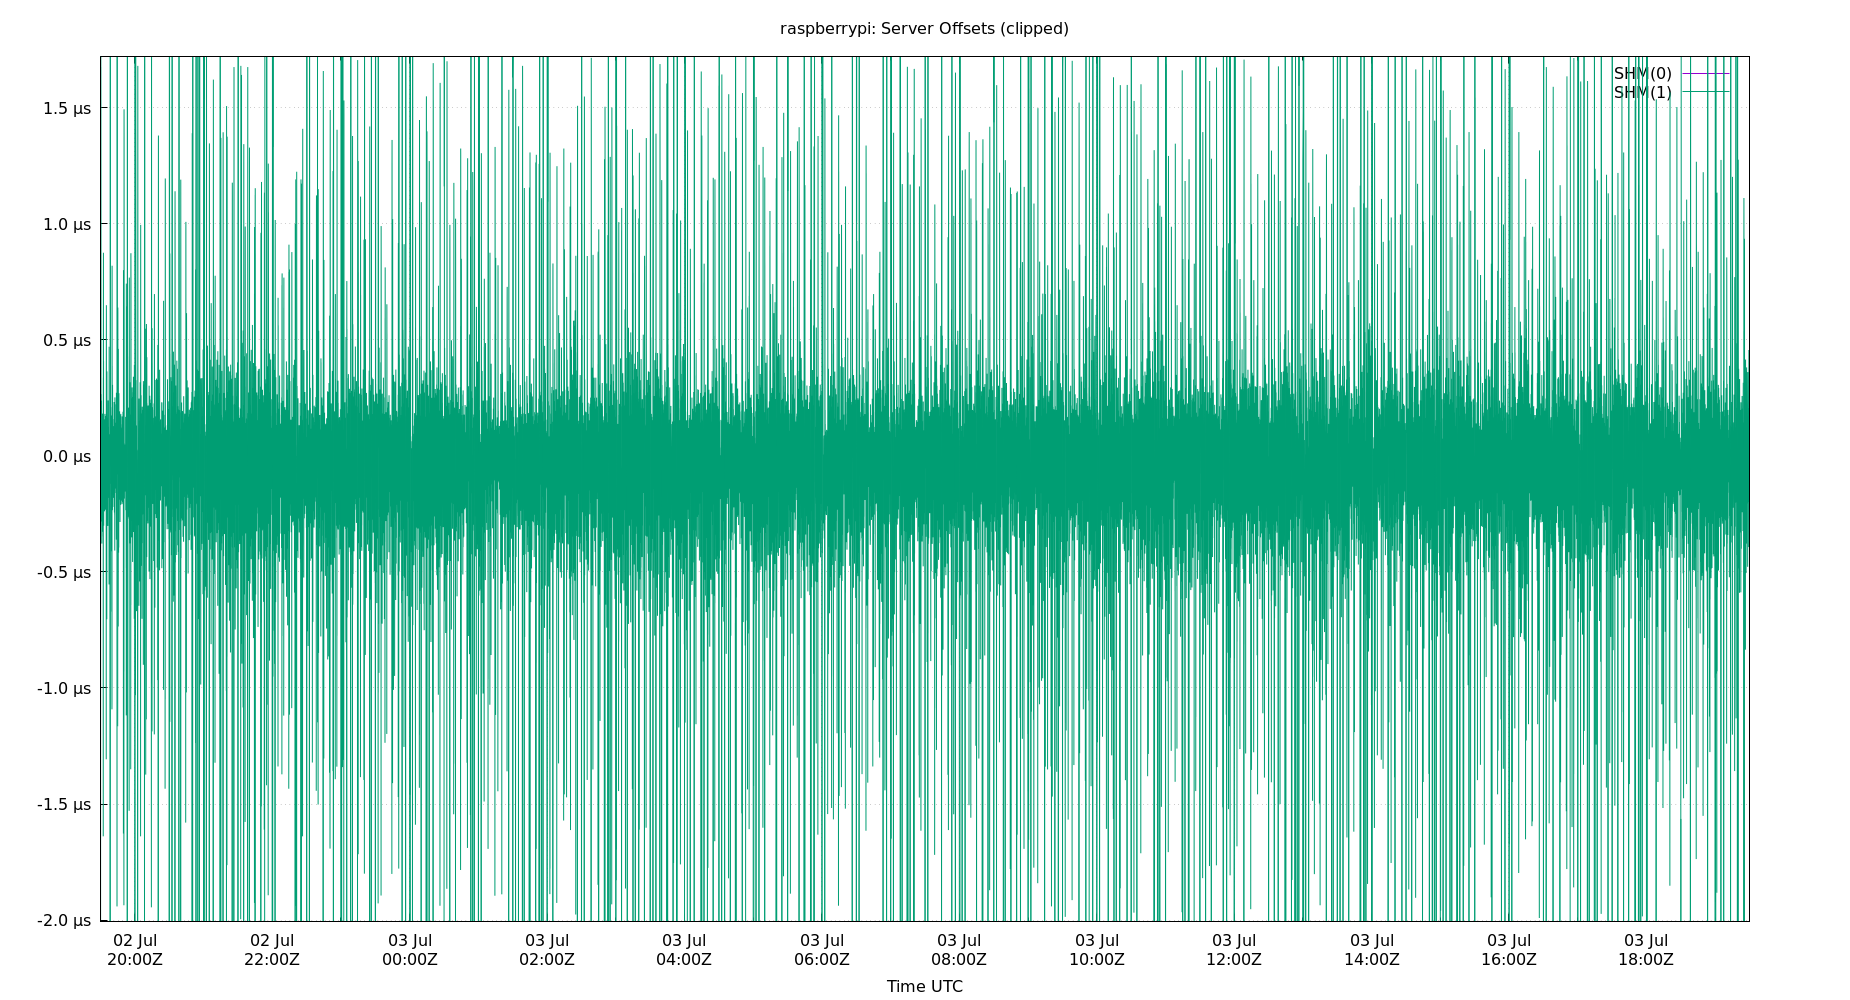 raspberrypi: Server Offsets (clipped)
SHM(0)
SHM(1)
1.5 µs
1.0 µs
0.5 µs
0.0 µs
-0.5 µs
-1.0 µs
-1.5 µs
-2.0 µs
02 Jul 02 Jul 03 Jul 03 Jul 03 Jul 03 Jul 03 Jul 03 Jul 03 Jul 03 Jul 03 Jul 03 Jul
20:00Z 22:00Z 00:00Z 02:00Z 04:00Z 06:00Z 08:00Z 10:00Z 12:00Z 14:00Z 16:00Z 18:00Z
Time UTC